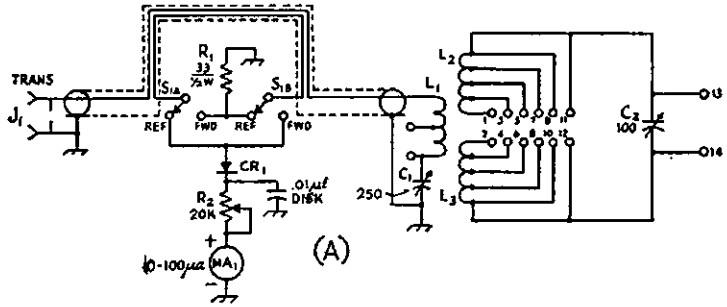 TRANS
J1
S1A
REF
FWD
R1
33
1/2W
S1B
REF
FWD
CR1
R2
20K
.01µf
DISK
+
0-100µa
MA1
-
(A)
L1
C1
250
L2
1 3 5 7 9 11
2 4 6 8 10 12
L3
C2
100
13
14